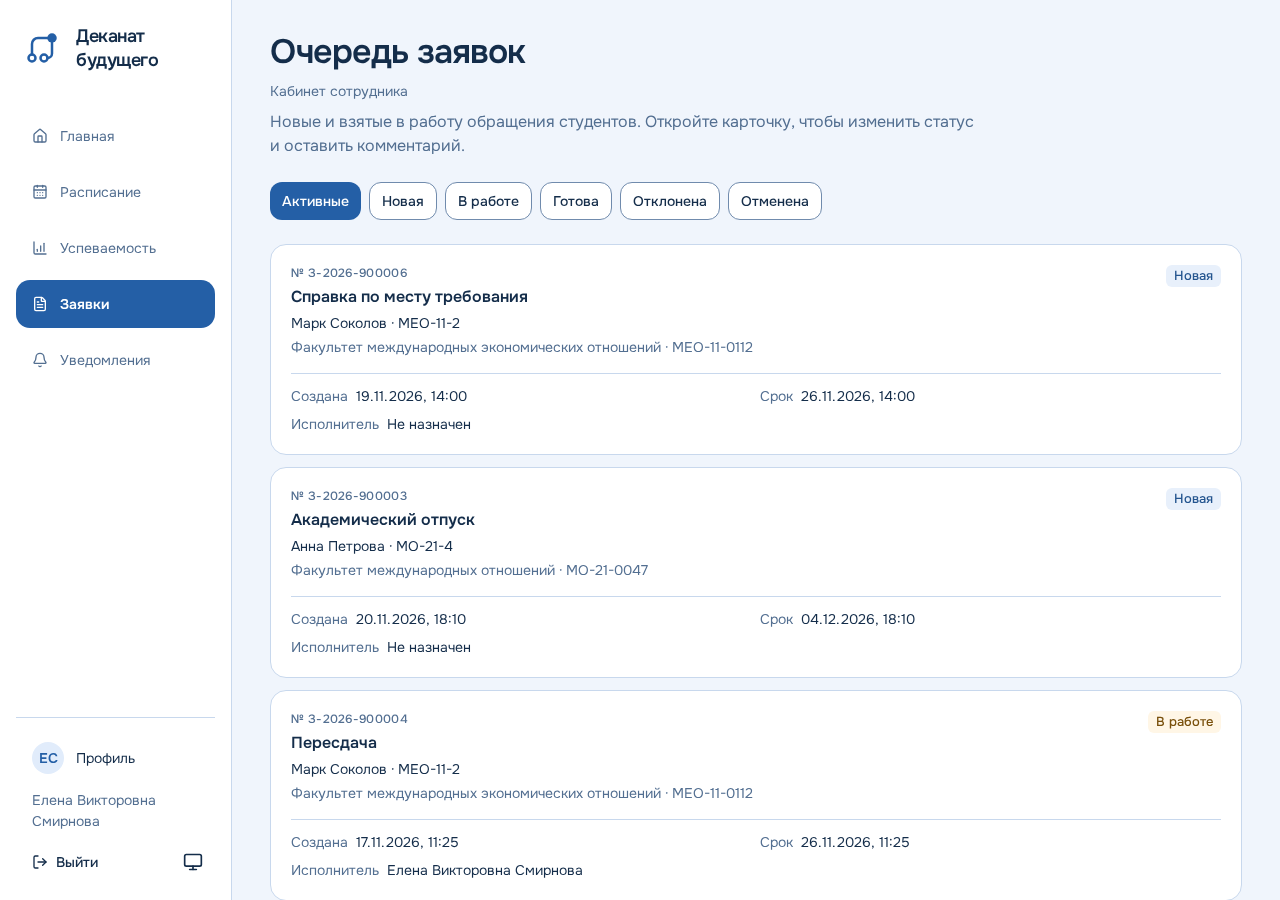 Деканат
будущего
Главная
Расписание
Успеваемость
Заявки
Уведомления
ЕС Профиль
Елена Викторовна
Смирнова
Выйти
Очередь заявок
Кабинет сотрудника
Новые и взятые в работу обращения студентов. Откройте карточку, чтобы изменить статус
и оставить комментарий.
Активные Новая В работе Готова Отклонена Отменена
№ З-2026-900006 Новая
Справка по месту требования
Марк Соколов · МЕО-11-2
Факультет международных экономических отношений · МЕО-11-0112
Создана 19.11.2026, 14:00 Срок 26.11.2026, 14:00
Исполнитель Не назначен
№ З-2026-900003 Новая
Академический отпуск
Анна Петрова · МО-21-4
Факультет международных отношений · МО-21-0047
Создана 20.11.2026, 18:10 Срок 04.12.2026, 18:10
Исполнитель Не назначен
№ З-2026-900004 В работе
Пересдача
Марк Соколов · МЕО-11-2
Факультет международных экономических отношений · МЕО-11-0112
Создана 17.11.2026, 11:25 Срок 26.11.2026, 11:25
Исполнитель Елена Викторовна Смирнова